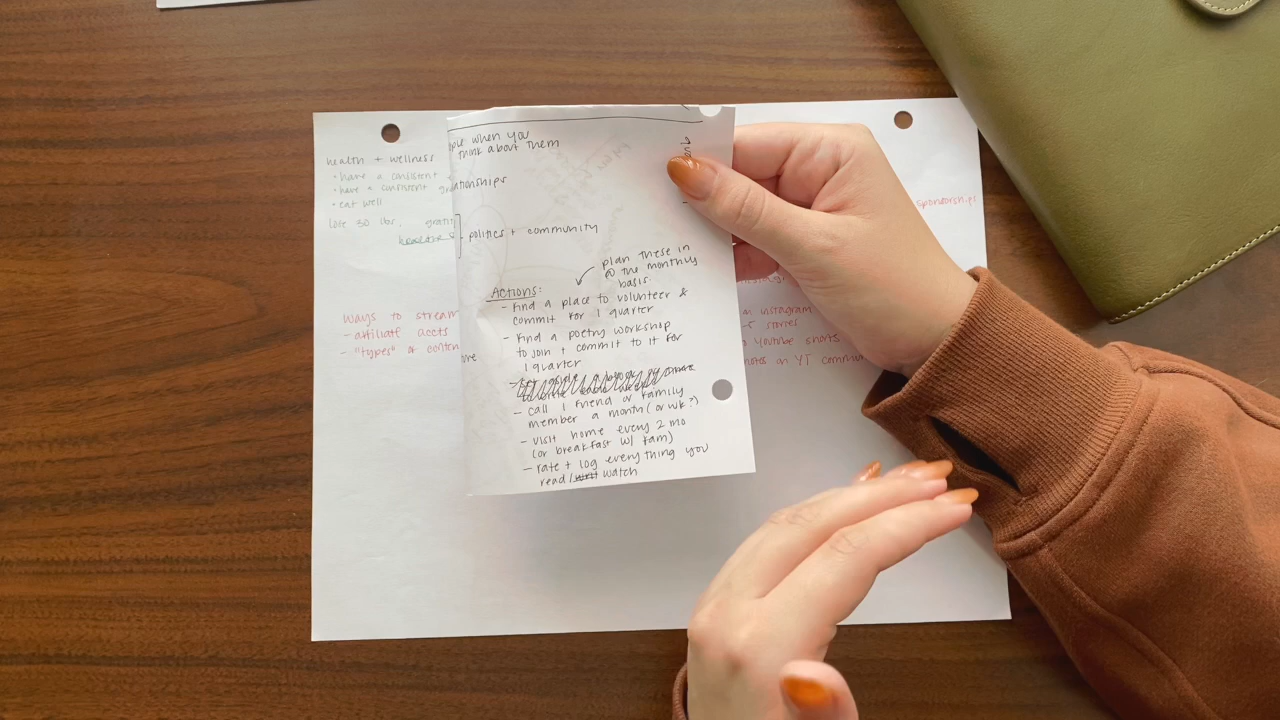 when you
think about them
politics + community
plan these in
@ the monthly
basis.
Actions:
- Find a place to volunteer &
commit for 1 quarter
- Find a poetry workshop
to join + commit to it for
1 quarter
- call 1 friend or family
member a month (or wk?)
- visit home every 2 mo
(or breakfast w/ fam)
- rate + log everything you
read / watch
health + wellness
• have a consistent
• have a consistent
• eat well
lose 30 lbs,
Ways to stream
- affiliate accts
- "types" of
sponsorships
instagram
stories
youtube shorts
on YT